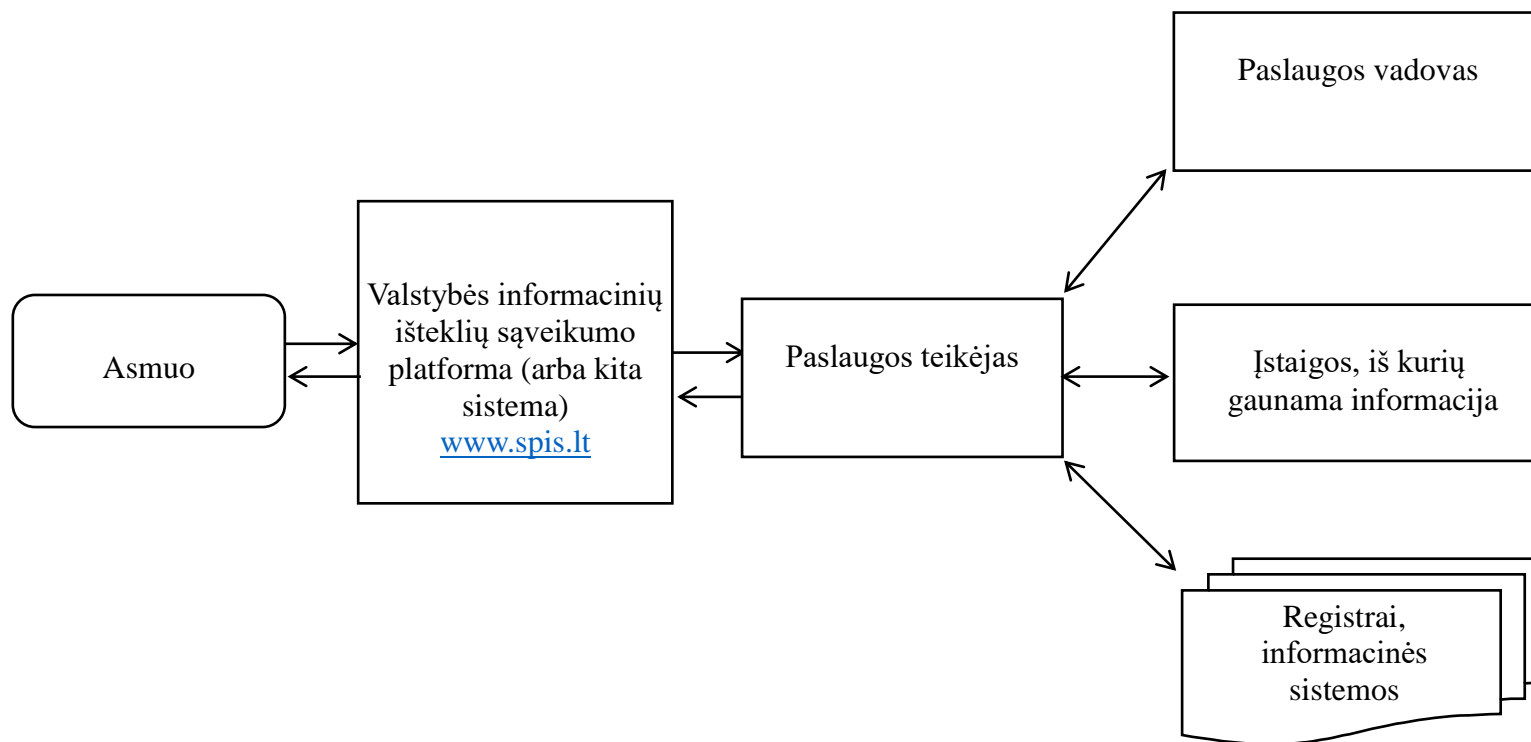 Paslaugos vadovas
Valstybės informacinių
išteklių sąveikumo
platforma (arba kita
sistema)
www.spis.lt
Asmuo
Paslaugos teikėjas
Įstaigos, iš kurių
gaunama informacija
Registrai,
informacinės
sistemos